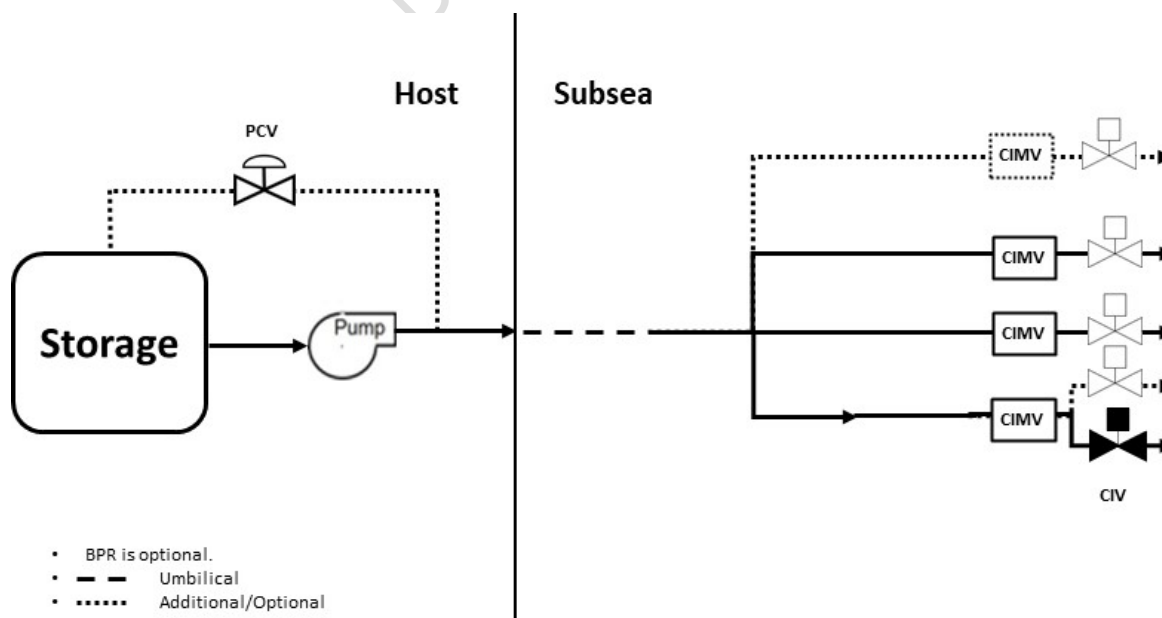 Host
Subsea
PCV
CIMV
CIMV
Storage
Pump
CIMV
CIMV
CIV
BPR is optional.
Umbilical
Additional/Optional